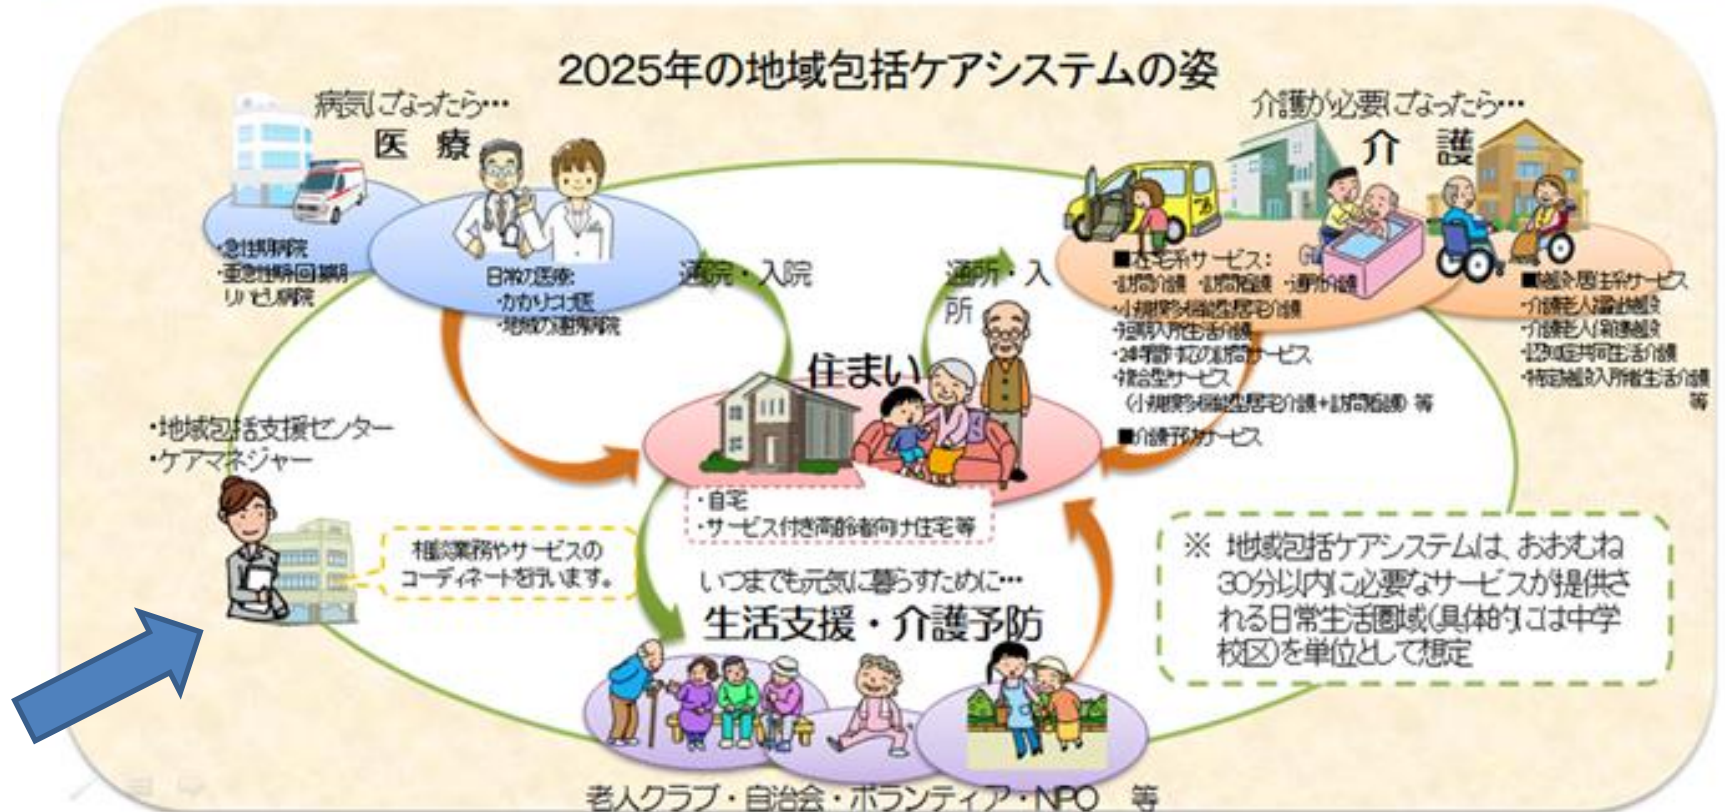 2025年の地域包括ケアシステムの姿
病気になったら…
医 療
・急性期病院
・亜急性期・回復期
リハビリ病院
日常の医療:
・かかりつけ医
・地域の連携病院
通院・入院
通所・入
所
介護が必要になったら…
介 護
■在宅系サービス:
・訪問介護 ・訪問看護 ・通所介護
・小規模多機能型居宅介護
・短期入所生活介護
・24時間対応の訪問サービス
・複合型サービス
(小規模多機能型居宅介護+訪問看護) 等
■介護予防サービス
■施設・居住系サービス
・介護老人福祉施設
・介護老人保健施設
・認知症共同生活介護
・特定施設入所者生活介護
等
住まい
・自宅
・サービス付き高齢者向け住宅等
・地域包括支援センター
・ケアマネジャー
相談業務やサービスの
コーディネートを行います。
いつまでも元気に暮らすために…
生活支援・介護予防
老人クラブ・自治会・ボランティア・NPO 等
※ 地域包括ケアシステムは、おおむね
30分以内に必要なサービスが提供さ
れる日常生活圏域(具体的には中学
校区)を単位として想定